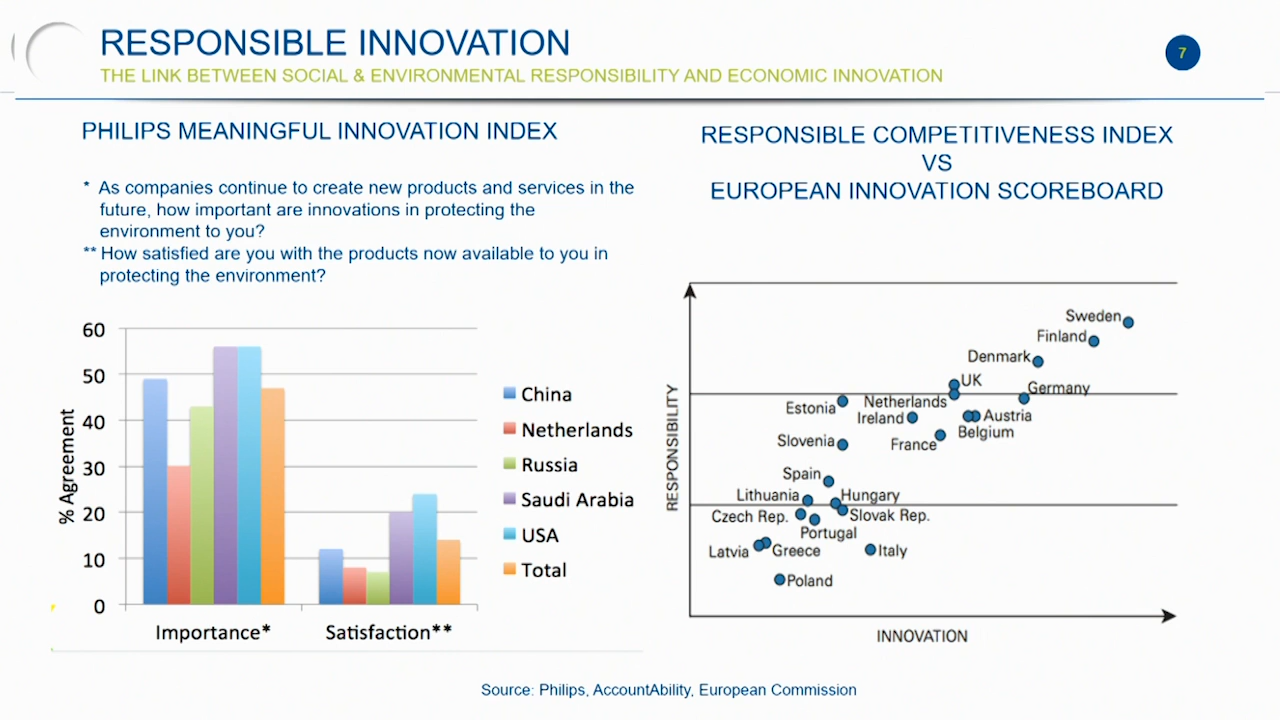 RESPONSIBLE INNOVATION
THE LINK BETWEEN SOCIAL & ENVIRONMENTAL RESPONSIBILITY AND ECONOMIC INNOVATION
7
PHILIPS MEANINGFUL INNOVATION INDEX
* As companies continue to create new products and services in the
future, how important are innovations in protecting the
environment to you?
** How satisfied are you with the products now available to you in
protecting the environment?
% Agreement
60
50
40
30
20
10
0
Importance*
Satisfaction**
China
Netherlands
Russia
Saudi Arabia
USA
Total
RESPONSIBLE COMPETITIVENESS INDEX
VS
EUROPEAN INNOVATION SCOREBOARD
RESPONSIBILITY
Sweden
Finland
Denmark
UK
Germany
Netherlands
Estonia
Ireland
Austria
Belgium
Slovenia
France
Spain
Lithuania
Hungary
Czech Rep.
Slovak Rep.
Portugal
Latvia
Greece
Italy
Poland
INNOVATION
Source: Philips, AccountAbility, European Commission